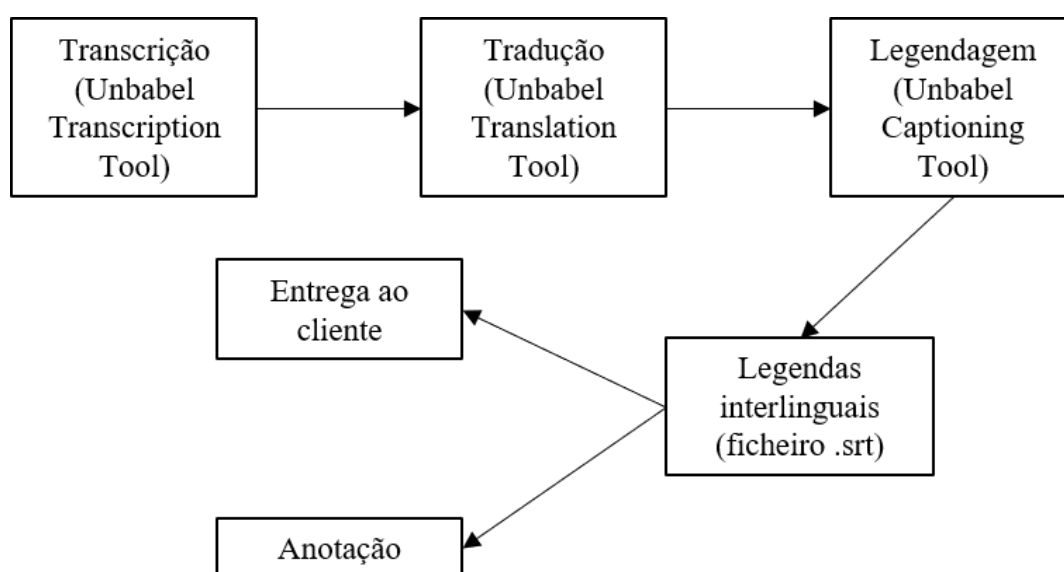 Transcrição
(Unbabel
Transcription
Tool)
Tradução
(Unbabel
Translation
Tool)
Legendagem
(Unbabel
Captioning
Tool)
Entrega ao
cliente
Legendas
interlinguais
(ficheiro .srt)
Anotação